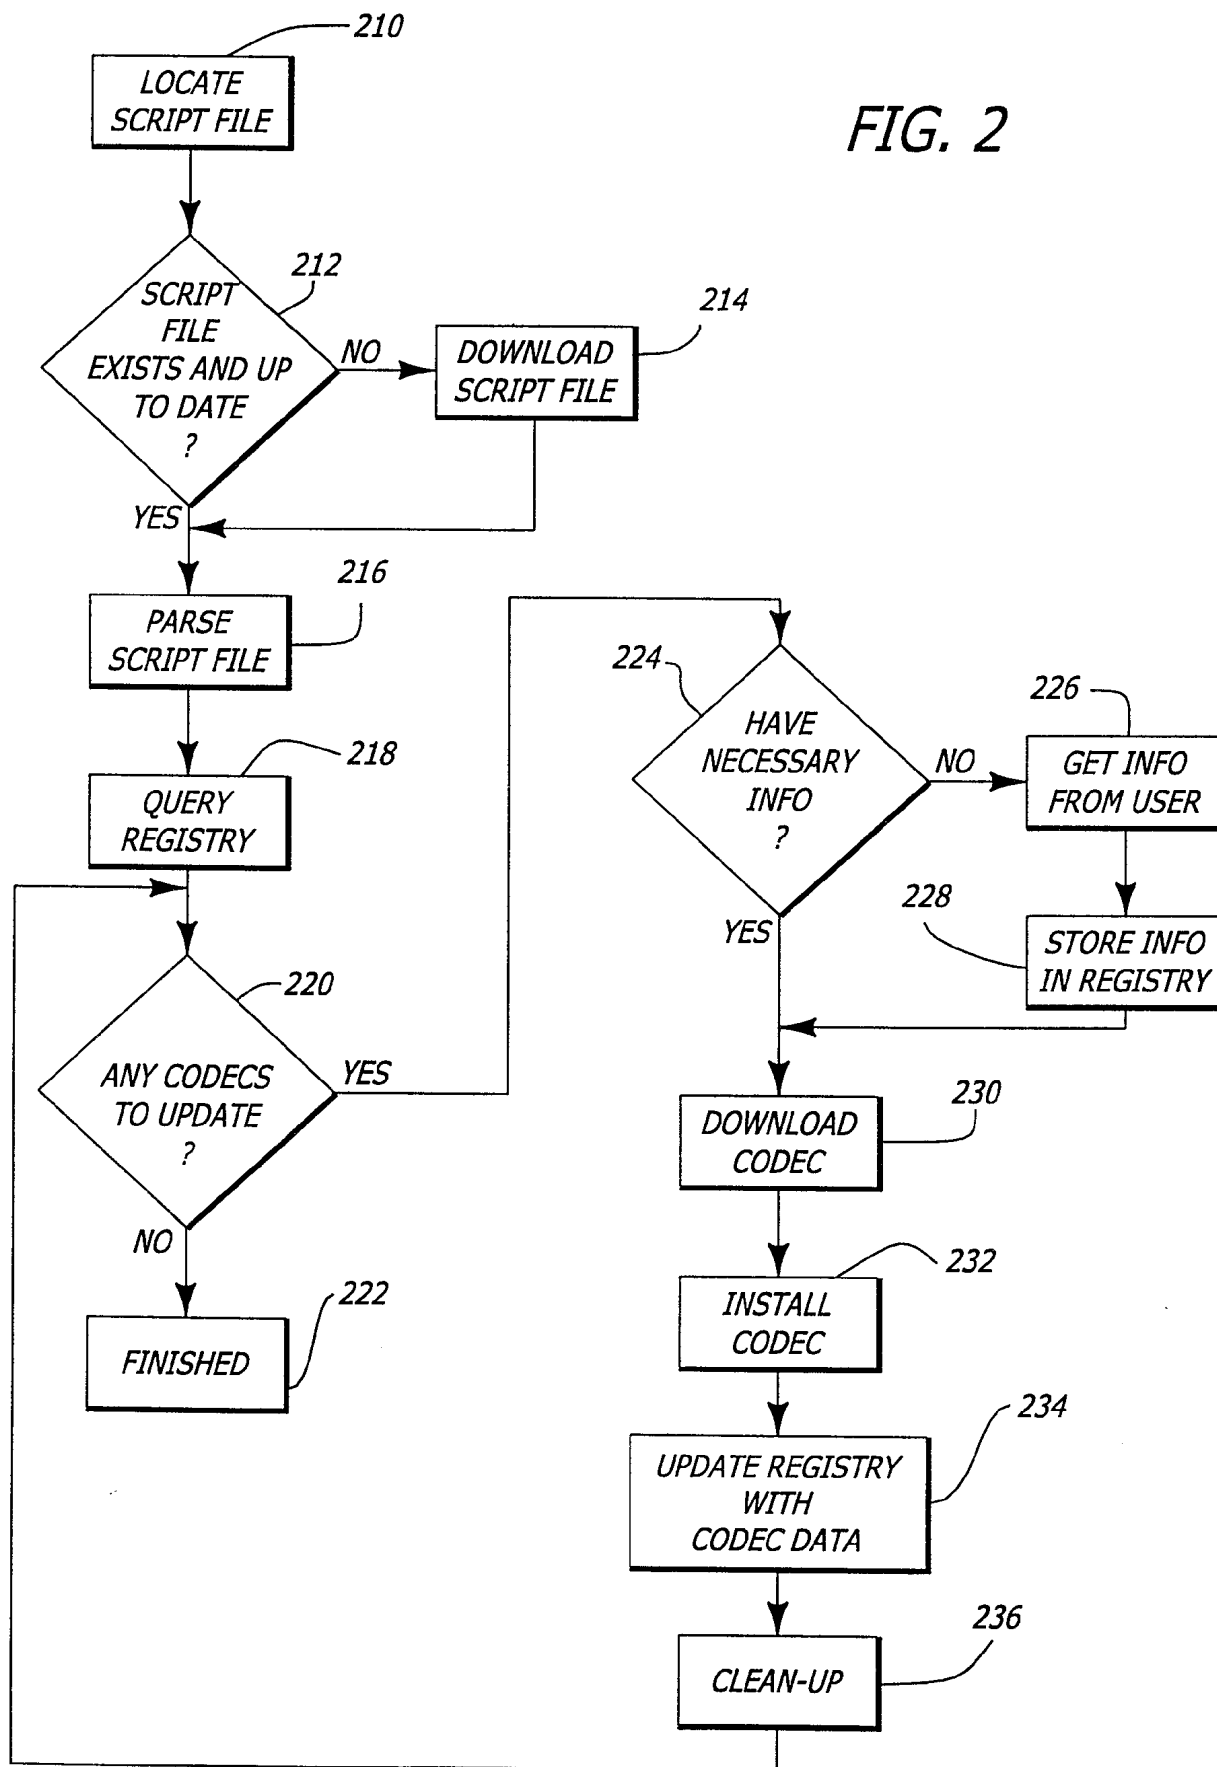 210
LOCATE
SCRIPT FILE
FIG. 2
212
SCRIPT
FILE
EXISTS AND UP
TO DATE
?
NO
214
DOWNLOAD
SCRIPT FILE
YES
216
PARSE
SCRIPT FILE
218
QUERY
REGISTRY
220
ANY CODECS
TO UPDATE
?
YES
NO
222
FINISHED
224
HAVE
NECESSARY
INFO
?
NO
226
GET INFO
FROM USER
228
STORE INFO
IN REGISTRY
YES
230
DOWNLOAD
CODEC
232
INSTALL
CODEC
234
UPDATE REGISTRY
WITH
CODEC DATA
236
CLEAN-UP